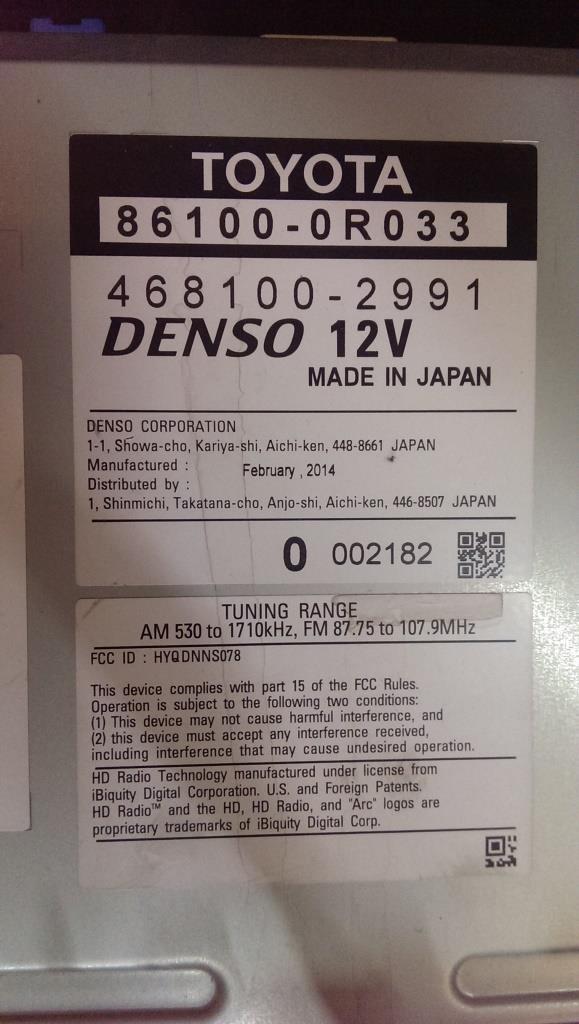 TOYOTA
86100-0R033
468100-2991
DENSO 12V
MADE IN JAPAN
DENSO CORPORATION
1-1, Showa-cho, Kariya-shi, Aichi-ken, 448-8661 JAPAN
Manufactured : February , 2014
Distributed by :
1, Shinmichi, Takatana-cho, Anjo-shi, Aichi-ken, 446-8507 JAPAN
0 002182
TUNING RANGE
AM 530 to 1710kHz, FM 87.75 to 107.9MHz
FCC ID : HYQDNNS078
This device complies with part 15 of the FCC Rules.
Operation is subject to the following two conditions:
(1) This device may not cause harmful interference, and
(2) this device must accept any interference received,
including interference that may cause undesired operation.
HD Radio Technology manufactured under license from
iBiquity Digital Corporation. U.S. and Foreign Patents.
HD Radio™ and the HD, HD Radio, and "Arc" logos are
proprietary trademarks of iBiquity Digital Corp.